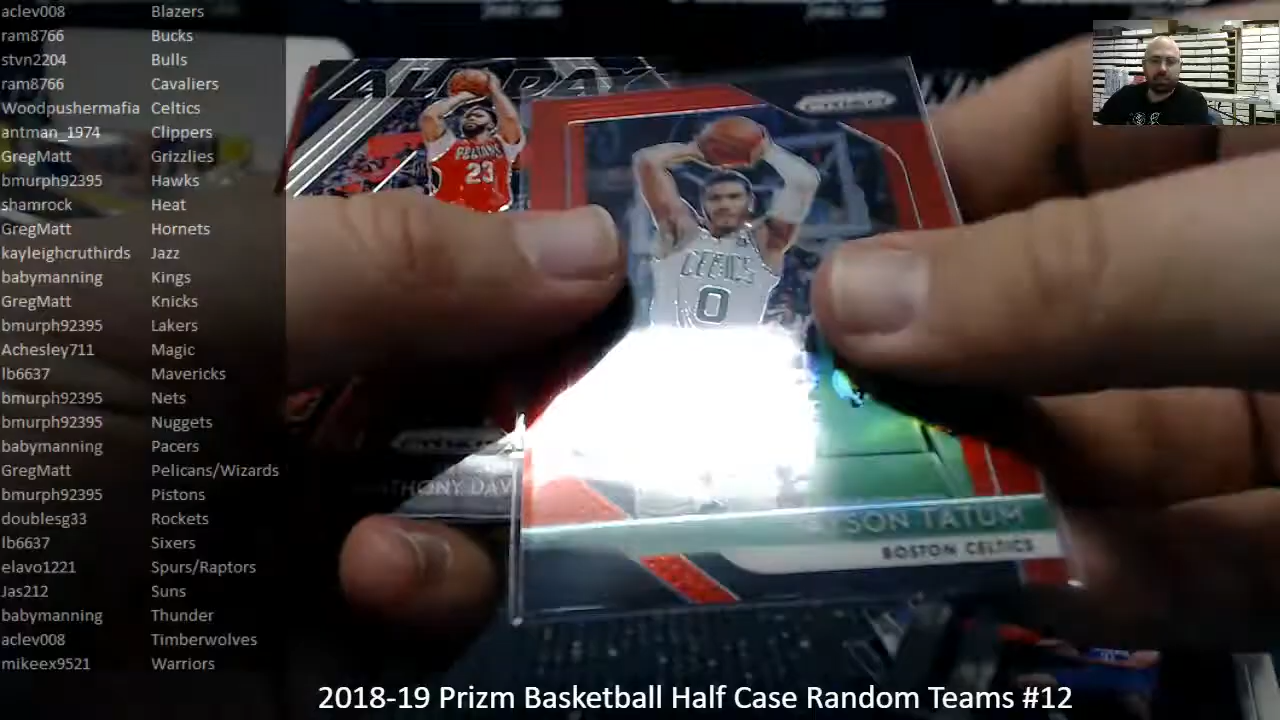 aclev008 Blazers
ram8766 Bucks
stvn2204 Bulls
ram8766 Cavaliers
Woodpushermafia Celtics
antman_1974 Clippers
GregMatt Grizzlies
bmurph92395 Hawks
shamrock Heat
GregMatt Hornets
kayleighcruthirds Jazz
babymanning Kings
GregMatt Knicks
bmurph92395 Lakers
Achesley711 Magic
lb6637 Mavericks
bmurph92395 Nets
bmurph92395 Nuggets
babymanning Pacers
GregMatt Pelicans/Wizards
bmurph92395 Pistons
doublesg33 Rockets
lb6637 Sixers
elavo1221 Spurs/Raptors
Jas212 Suns
babymanning Thunder
aclev008 Timberwolves
mikeex9521 Warriors
ALL DAY
PELICANS
23
PRIZM
CELTICS
0
TATUM
BOSTON CELTICS
2018-19 Prizm Basketball Half Case Random Teams #12